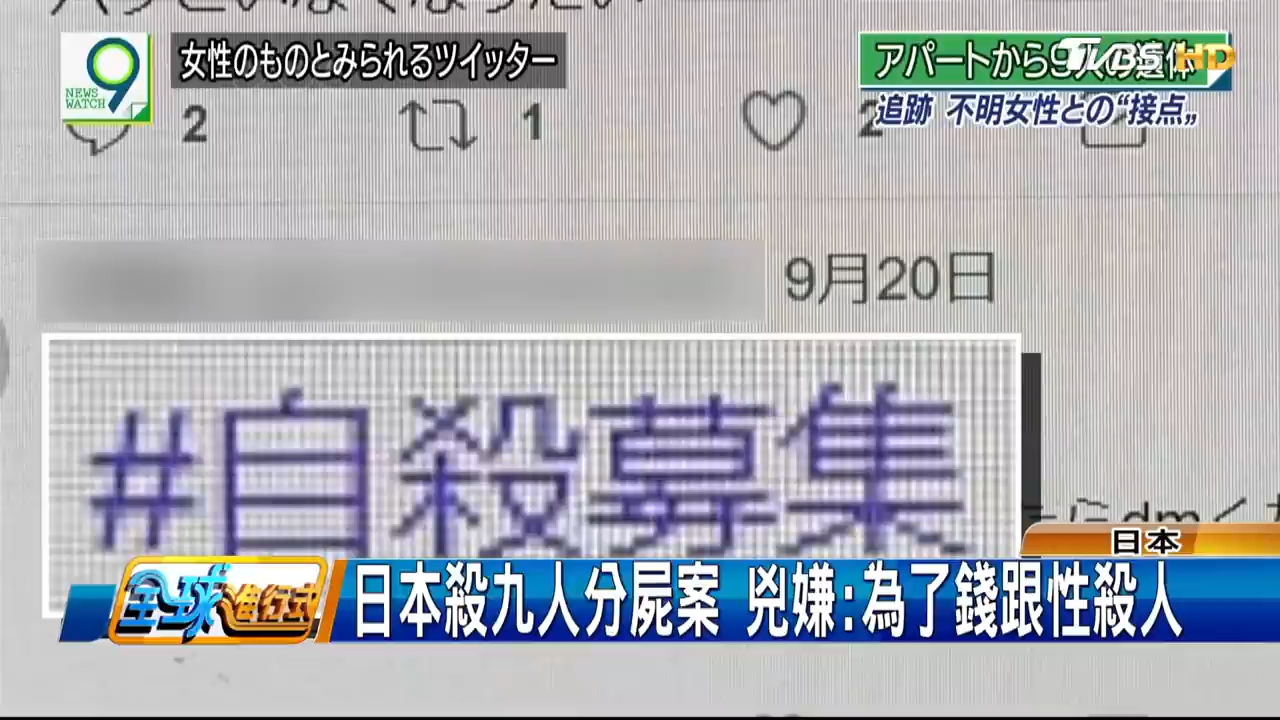 NEWS
WATCH 9
女性のものとみられるツイッター
アパートから9人の遺体
TVBS HD
追跡 不明女性との“接点„
2
1
2
9月20日
#自殺募集
日本
全球進行式
日本殺九人分屍案 兇嫌:為了錢跟性殺人